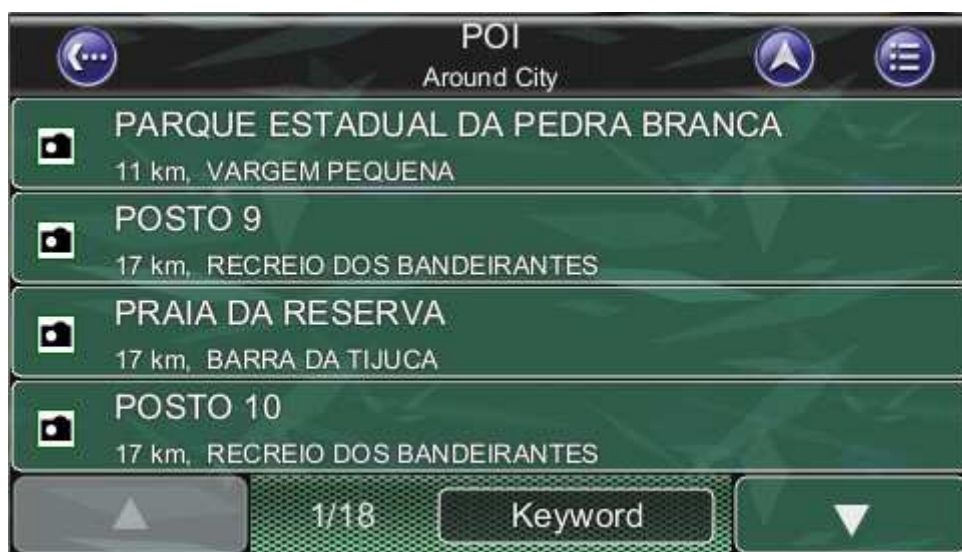 POI
Around City
PARQUE ESTADUAL DA PEDRA BRANCA
11 km, VARGEM PEQUENA
POSTO 9
17 km, RECREIO DOS BANDEIRANTES
PRAIA DA RESERVA
17 km, BARRA DA TIJUCA
POSTO 10
17 km, RECREIO DOS BANDEIRANTES
1/18 Keyword